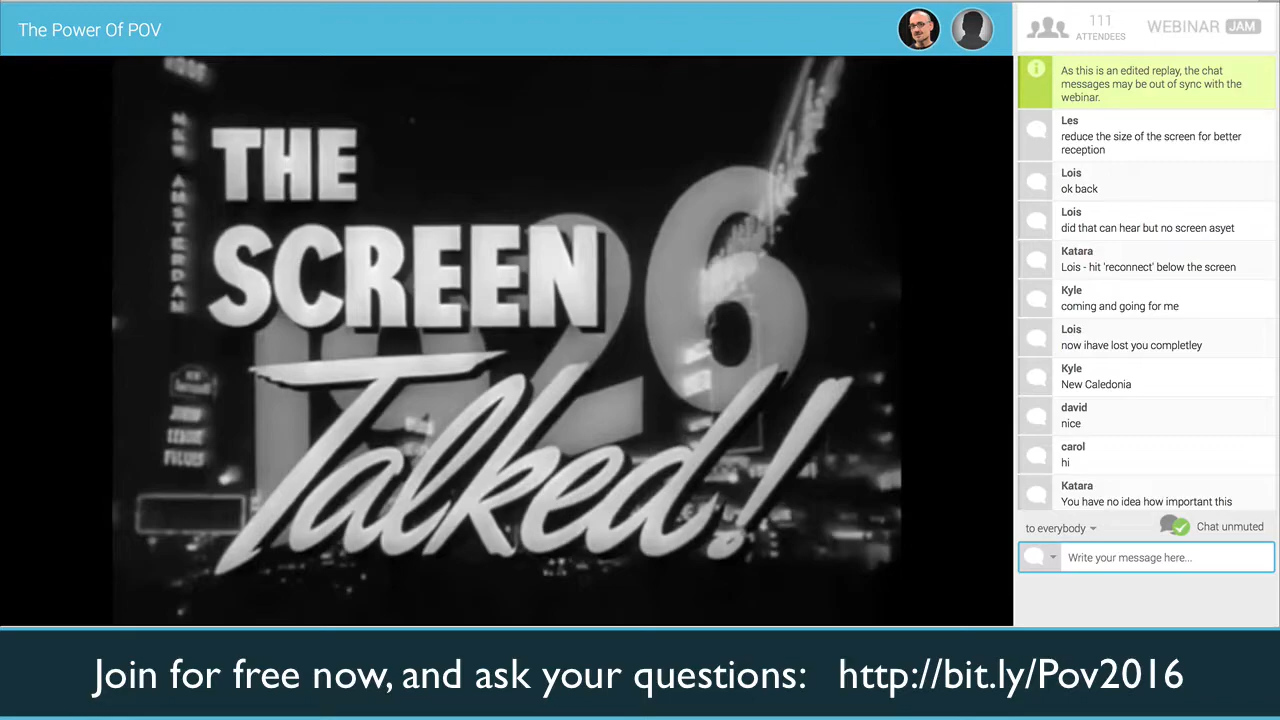 The Power Of POV
111
ATTENDEES
WEBINAR JAM
As this is an edited replay, the chat
messages may be out of sync with the
webinar.
Les
reduce the size of the screen for better
reception
Lois
ok back
Lois
did that can hear but no screen asyet
Katara
Lois - hit 'reconnect' below the screen
Kyle
coming and going for me
Lois
now ihave lost you completley
Kyle
New Caledonia
david
nice
carol
hi
Katara
You have no idea how important this
to everybody
Chat unmuted
Write your message here...
NEW AMSTERDAM
THE
SCREEN
1926
Talked!
Join for free now, and ask your questions: http://bit.ly/Pov2016